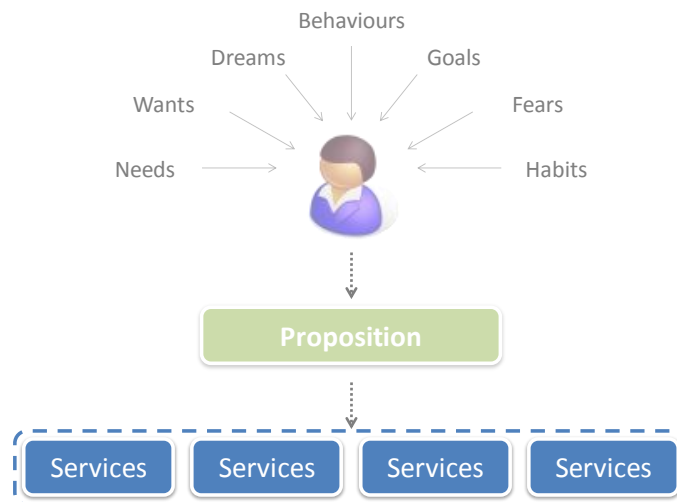 Behaviours
Dreams
Goals
Wants
Fears
Needs
Habits
Proposition
Services
Services
Services
Services